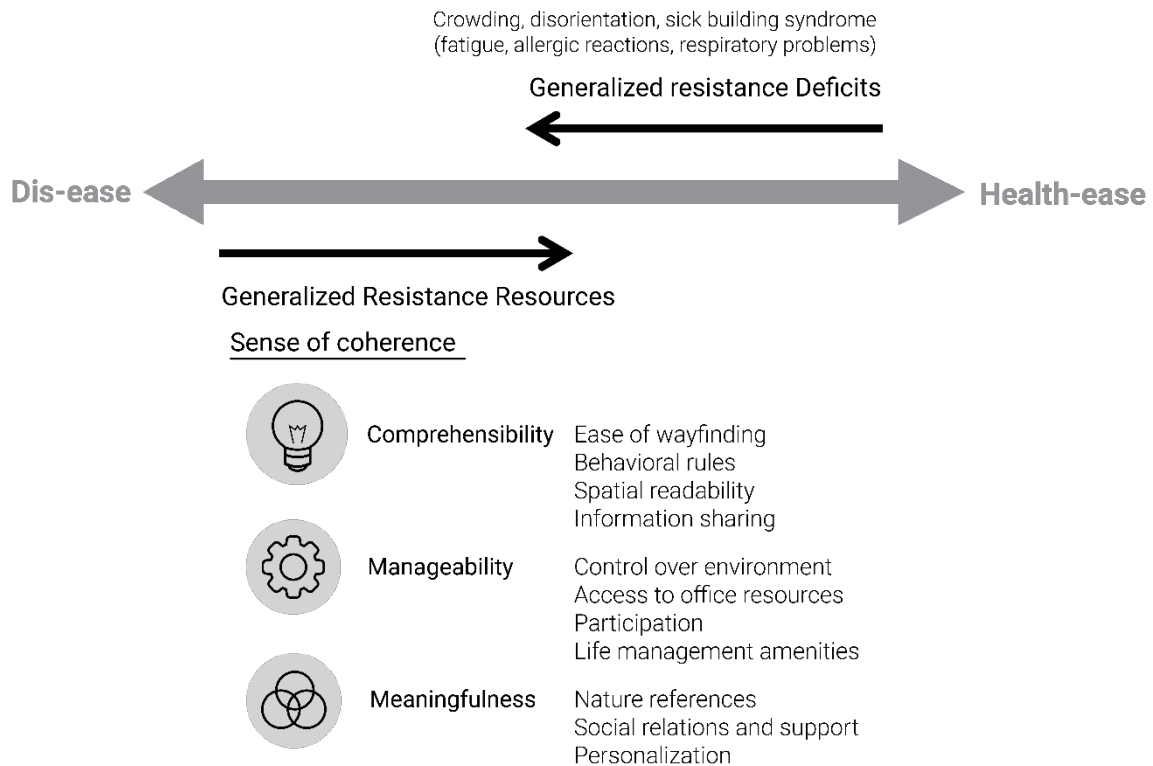 Crowding, disorientation, sick building syndrome
(fatigue, allergic reactions, respiratory problems)
Generalized resistance Deficits
Dis-ease
Health-ease
Generalized Resistance Resources
Sense of coherence
Comprehensibility
Ease of wayfinding
Behavioral rules
Spatial readability
Information sharing
Manageability
Control over environment
Access to office resources
Participation
Life management amenities
Meaningfulness
Nature references
Social relations and support
Personalization